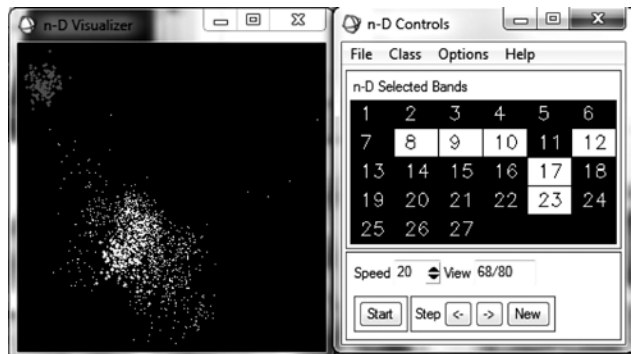 n-D Visualizer
n-D Controls
File Class Options Help
n-D Selected Bands
1 2 3 4 5 6
7 8 9 10 11 12
13 14 15 16 17 18
19 20 21 22 23 24
25 26 27
Speed 20 View 68/80
Start Step <- -> New